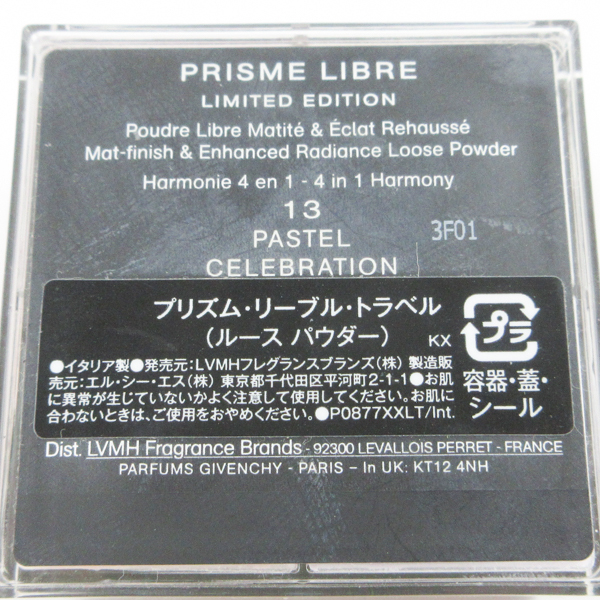 PRISME LIBRE
LIMITED EDITION
Poudre Libre Matité & Éclat Rehaussé
Mat-finish & Enhanced Radiance Loose Powder
Harmonie 4 en 1 - 4 in 1 Harmony
13
PASTEL
CELEBRATION
3F01
プリズム・リーブル・トラベル
(ルース パウダー)
KX
●イタリア製●発売元:LVMHフレグランスブランズ(株) 製造販
売元:エル・シー・エス(株) 東京都千代田区平河町2-1-1●お肌
に異常が生じていないかよく注意して使用してください。お肌に
合わないときは、ご使用をおやめください。●P0877XXLT/Int.
プラ
容器・蓋・
シール
Dist. LVMH Fragrance Brands - 92300 LEVALLOIS PERRET - FRANCE
PARFUMS GIVENCHY - PARIS – In UK: KT12 4NH